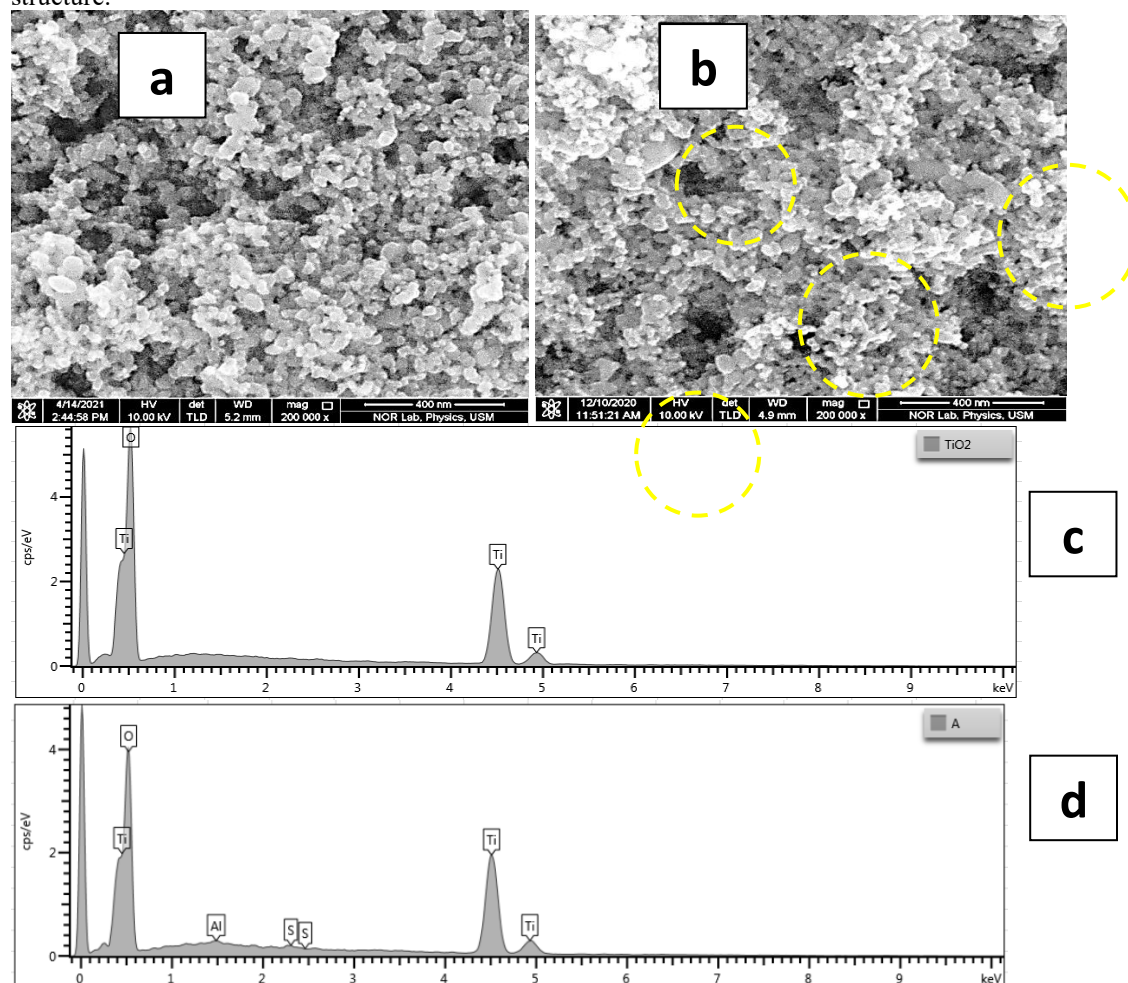 structure.
a
b
4/14/2021 HV det WD mag 400 nm
2:44:58 PM 10.00 kV TLD 5.2 mm 200 000 x NOR Lab, Physics, USM
12/10/2020 HV det WD mag 400 nm
11:51:21 AM 10.00 kV TLD 4.9 mm 200 000 x NOR Lab, Physics, USM
TiO2
O
Ti
Ti
Ti
cps/eV
4
2
0
0 1 2 3 4 5 6 7 8 9 keV
c
A
O
Ti
Ti
Al
S
S
Ti
cps/eV
4
2
0
0 1 2 3 4 5 6 7 8 9 keV
d